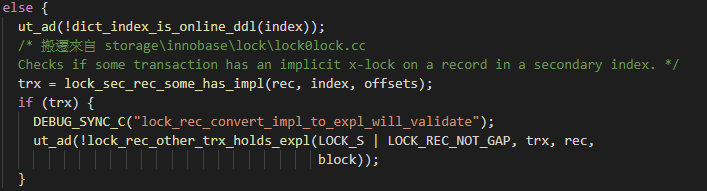 else {
ut_ad(!dict_index_is_online_ddl(index));
/* 搬遷來自 storage\innobase\lock\lock0lock.cc
Checks if some transaction has an implicit x-lock on a record in a secondary index. */
trx = lock_sec_rec_some_has_impl(rec, index, offsets);
if (trx) {
DEBUG_SYNC_C("lock_rec_convert_impl_to_expl_will_validate");
ut_ad(!lock_rec_other_trx_holds_expl(LOCK_S | LOCK_REC_NOT_GAP, trx, rec,
block));
}